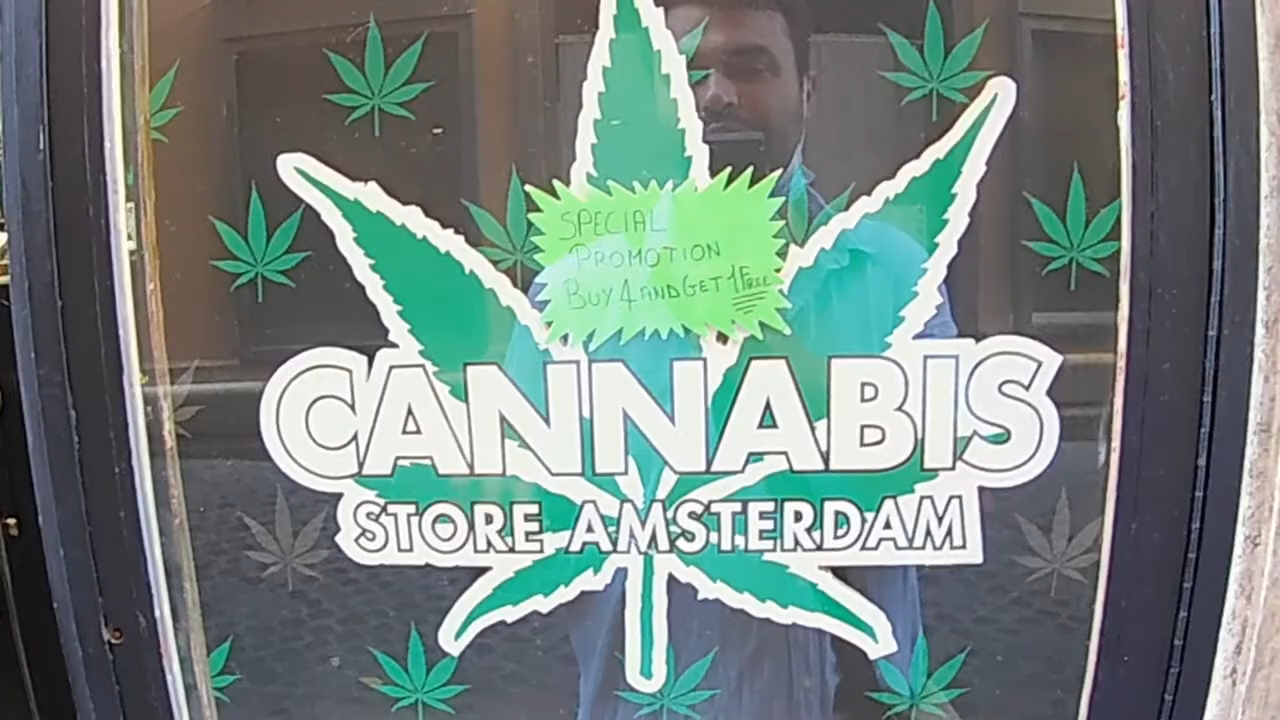 SPECIAL
PROMOTION
BUY 4 AND GET 1 FREE
CANNABIS
STORE AMSTERDAM